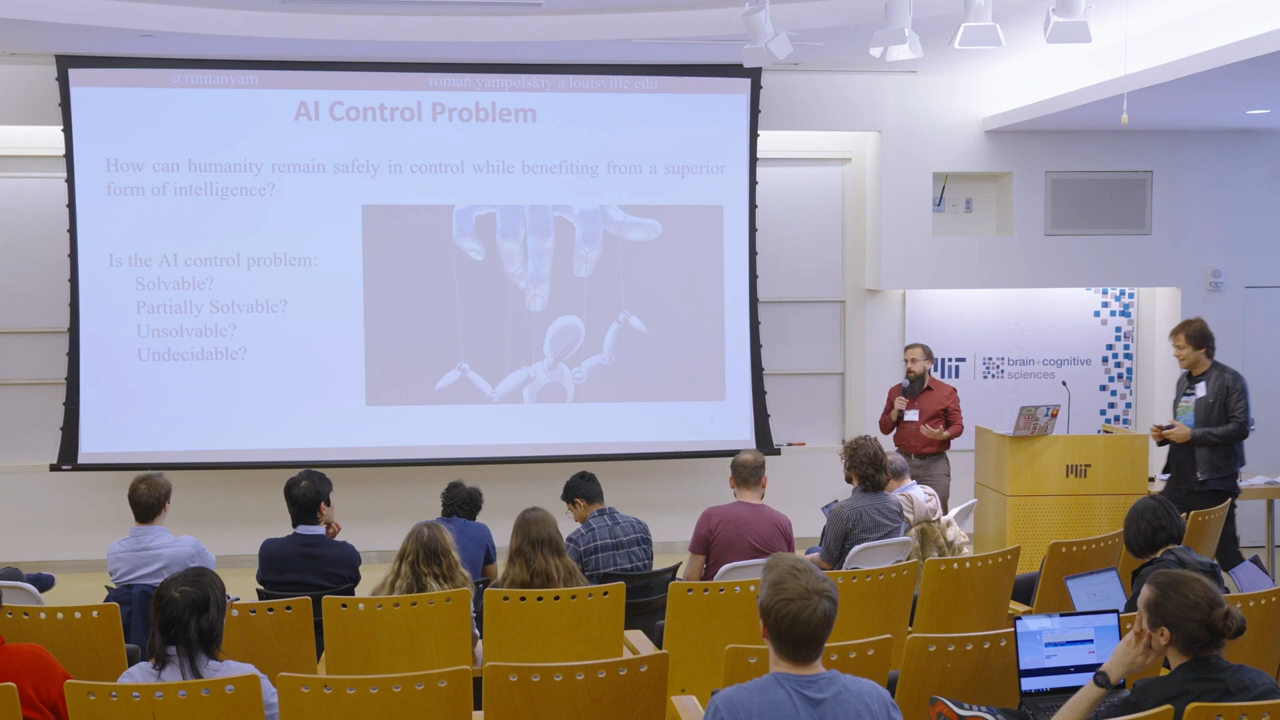 @romanyam roman.yampolskiy@louisville.edu
AI Control Problem
How can humanity remain safely in control while benefiting from a superior
form of intelligence?
Is the AI control problem:
Solvable?
Partially Solvable?
Unsolvable?
Undecidable?
MIT brain+cognitive
sciences
MIT